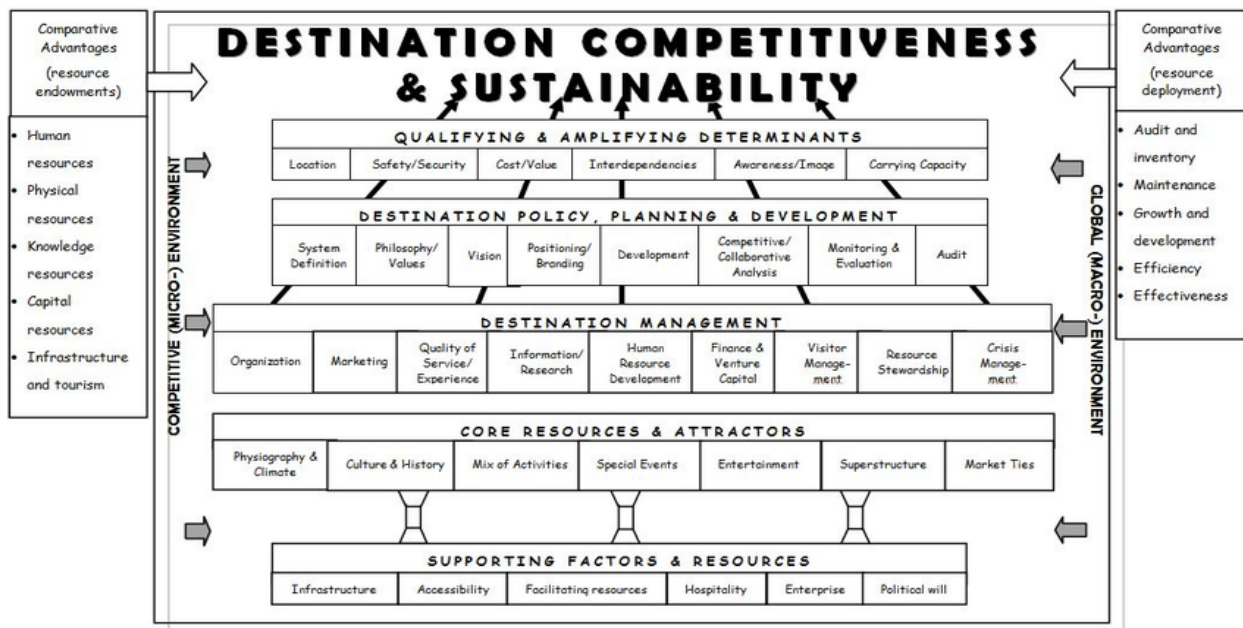 Comparative
Advantages
(resource
endowments)
• Human
resources
• Physical
resources
• Knowledge
resources
• Capital
resources
• Infrastructure
and tourism
COMPETITIVE (MICRO-) ENVIRONMENT
DESTINATION COMPETITIVENESS
& SUSTAINABILITY
QUALIFYING & AMPLIFYING DETERMINANTS
Location
Safety/Security
Cost/Value
Interdependencies
Awareness/Image
Carrying Capacity
DESTINATION POLICY, PLANNING & DEVELOPMENT
System
Definition
Philosophy/
Values
Vision
Positioning/
Branding
Development
Competitive/
Collaborative
Analysis
Monitoring &
Evaluation
Audit
DESTINATION MANAGEMENT
Organization
Marketing
Quality of
Service/
Experience
Information/
Research
Human
Resource
Development
Finance &
Venture
Capital
Visitor
Manage-
ment
Resource
Stewardship
Crisis
Manage-
ment
CORE RESOURCES & ATTRACTORS
Physiography &
Climate
Culture & History
Mix of Activities
Special Events
Entertainment
Superstructure
Market Ties
SUPPORTING FACTORS & RESOURCES
Infrastructure
Accessibility
Facilitating resources
Hospitality
Enterprise
Political will
GLOBAL (MACRO-) ENVIRONMENT
Comparative
Advantages
(resource
deployment)
• Audit and
inventory
• Maintenance
• Growth and
development
• Efficiency
• Effectiveness